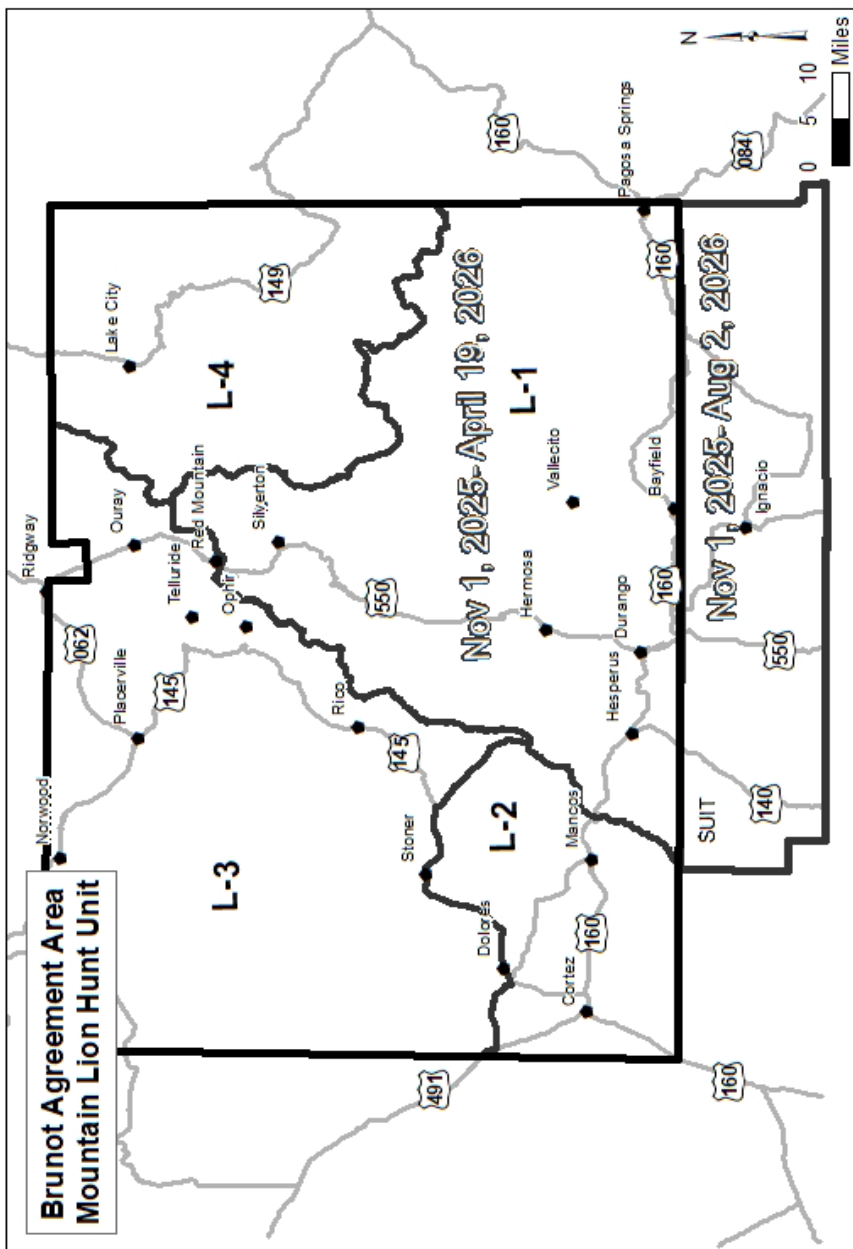 Brunot Agreement Area
Mountain Lion Hunt Unit
Norwood
Ridgway
062
Placerville
145
Ouray
Lake City
Telluride
Red Mountain
Ophir
L-3
L-4
149
Silverton
Rico
145
550
Stoner
491
Nov 1, 2025- April 19, 2026
Dolores
L-2
L-1
160
Hermosa
Vallecito
Cortez
Mancos
160
Hesperus
Durango
160
Bayfield
160
Pagosa Springs
160
SUIT
Nov 1, 2025- Aug 2, 2026
140
550
Ignacio
084
N
0 5 10
Miles